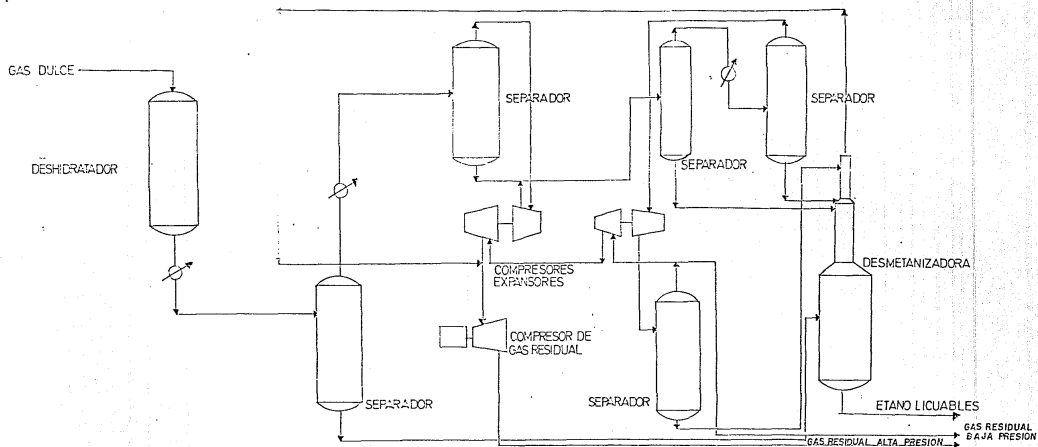 GAS DULCE
DESHIDRATADOR
SEPARADOR
SEPARADOR
SEPARADOR
COMPRESORES
EXPANSORES
DESMETANIZADORA
COMPRESOR DE
GAS RESIDUAL
SEPARADOR
SEPARADOR
ETANO LICUABLES
GAS RESIDUAL
BAJA PRESION
GAS RESIDUAL ALTA PRESION